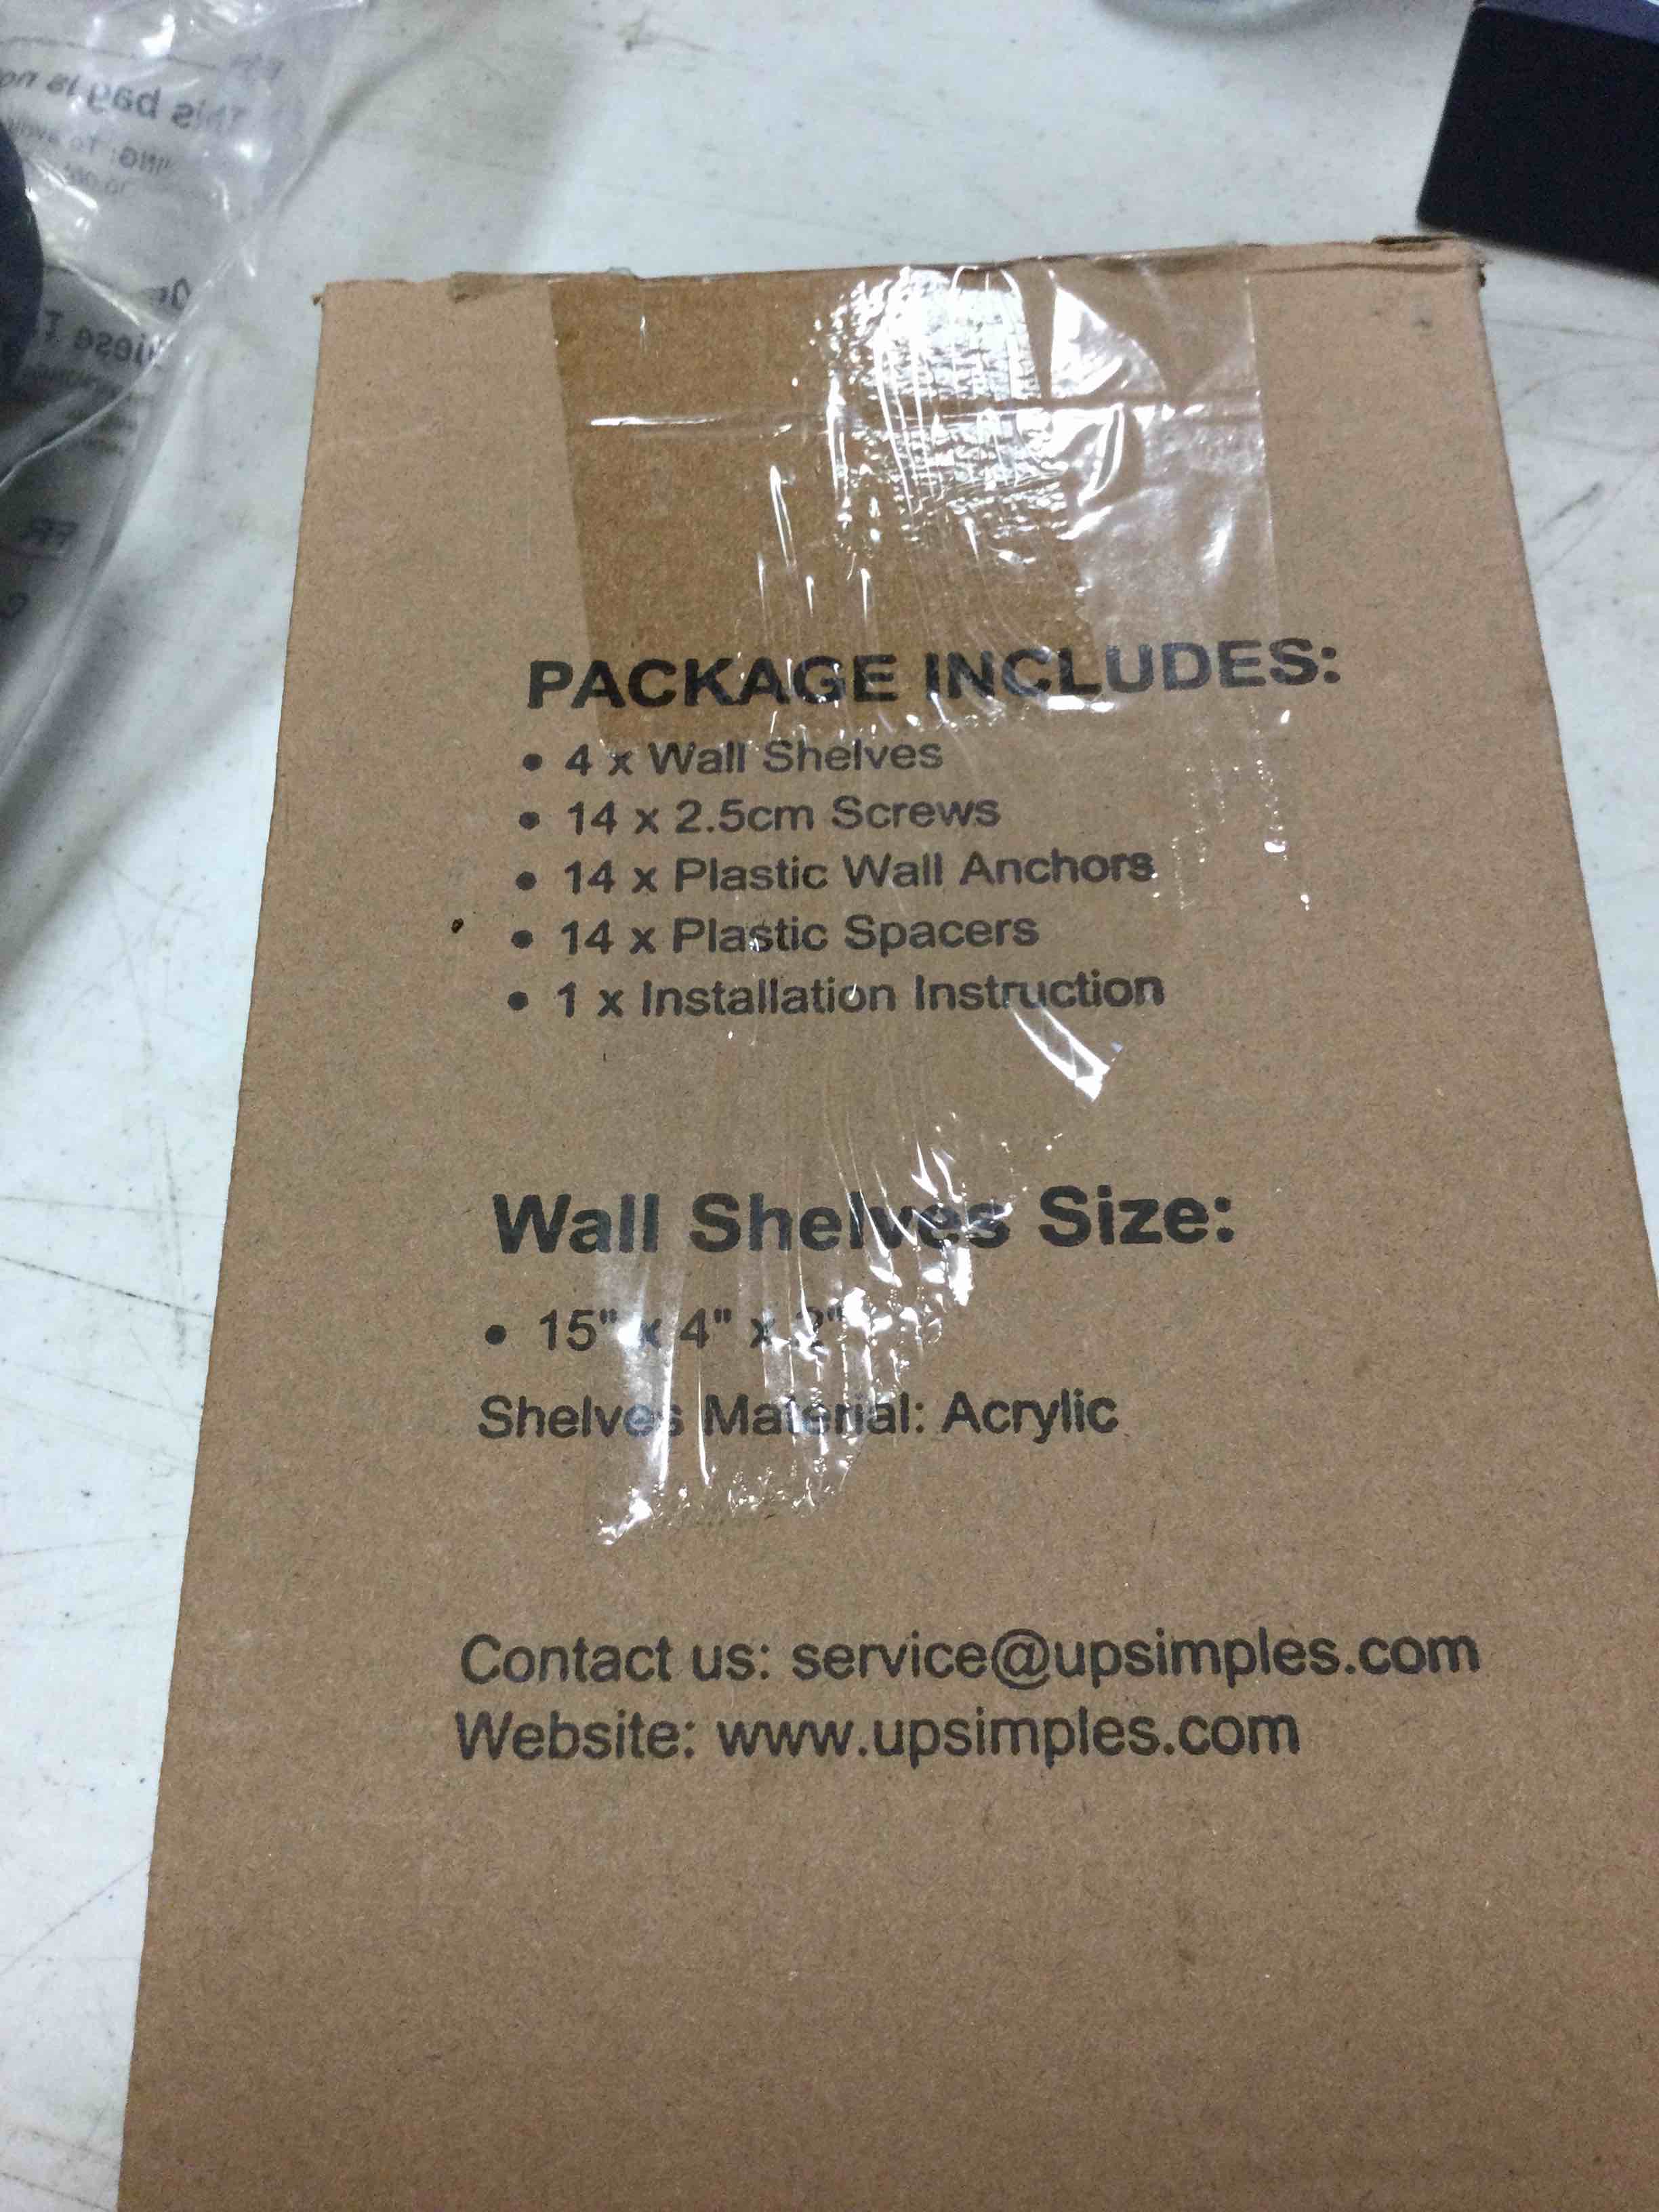 This bag is no
PACKAGE INCLUDES:
• 4 x Wall Shelves
• 14 x 2.5cm Screws
• 14 x Plastic Wall Anchors
• 14 x Plastic Spacers
• 1 x Installation Instruction
Wall Shelves Size:
• 15" x 4" x 2"
Shelves Material: Acrylic
Contact us: service@upsimples.com
Website: www.upsimples.com